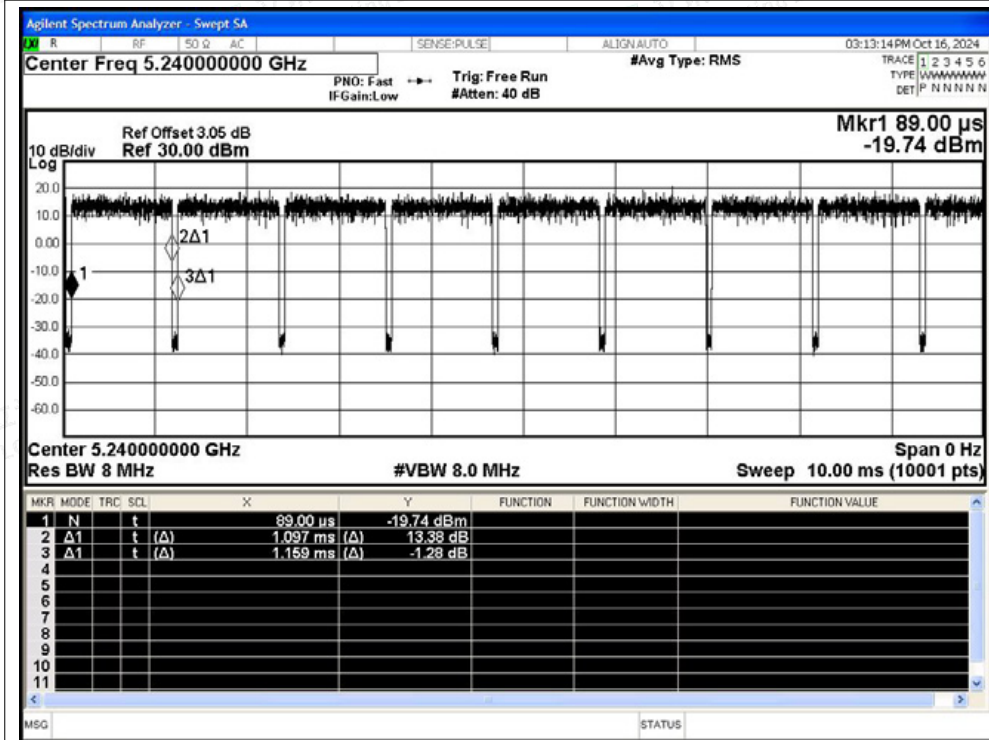 Agilent Spectrum Analyzer - Swept SA
LXI R RF 50 Ω AC SENSE:PULSE ALIGN AUTO 03:13:14 PM Oct 16, 2024
Center Freq 5.240000000 GHz #Avg Type: RMS TRACE 1 2 3 4 5 6
PNO: Fast Trig: Free Run TYPE WWWWWW
IFGain:Low #Atten: 40 dB DET P N N N N N
Mkr1 89.00 µs
Ref Offset 3.05 dB
10 dB/div Ref 30.00 dBm -19.74 dBm
Log
20.0
10.0
0.00
2Δ1
-10.0
1
3Δ1
-20.0
-30.0
-40.0
-50.0
-60.0
Center 5.240000000 GHz Span 0 Hz
Res BW 8 MHz #VBW 8.0 MHz Sweep 10.00 ms (10001 pts)
MKR MODE TRC SCL X Y FUNCTION FUNCTION WIDTH FUNCTION VALUE
1 N t 89.00 µs -19.74 dBm
2 Δ1 t (Δ) 1.097 ms (Δ) 13.38 dB
3 Δ1 t (Δ) 1.159 ms (Δ) -1.28 dB
4
5
6
7
8
9
10
11
MSG STATUS